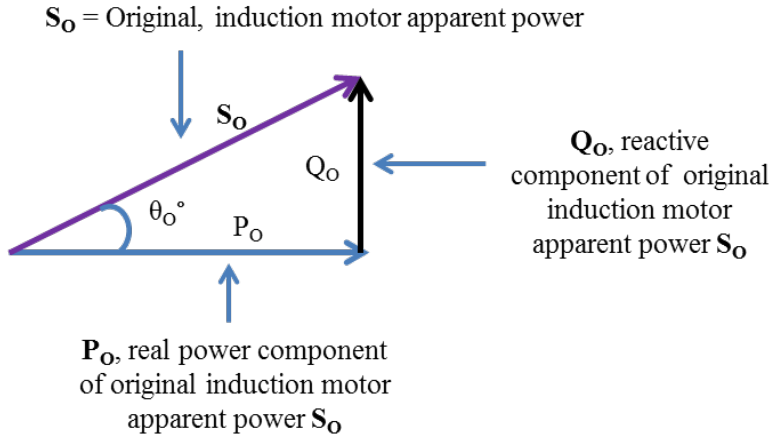 S_O = Original, induction motor apparent power
S_O
Q_O
Q_O, reactive
component of original
induction motor
apparent power S_O
θ_O°
P_O
P_O, real power component
of original induction motor
apparent power S_O